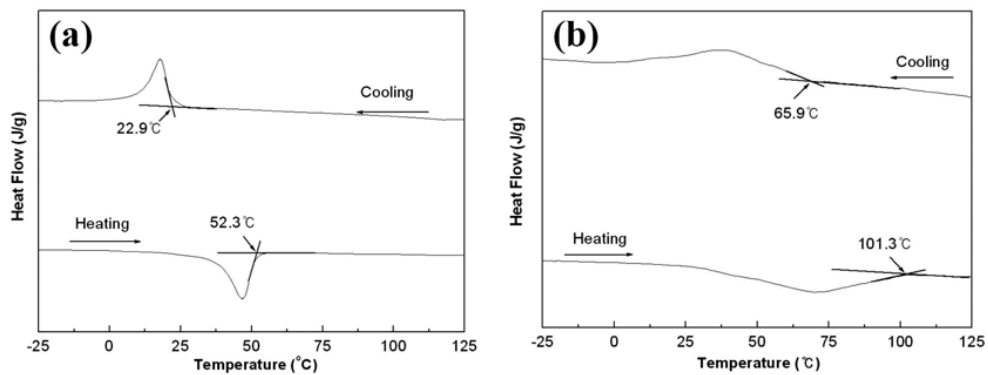 (a)
Heat Flow (J/g)
Cooling
22.9℃
52.3℃
Heating
-25 0 25 50 75 100 125
Temperature (°C)
(b)
Heat Flow (J/g)
Cooling
65.9℃
Heating
101.3℃
-25 0 25 50 75 100 125
Temperature (℃)